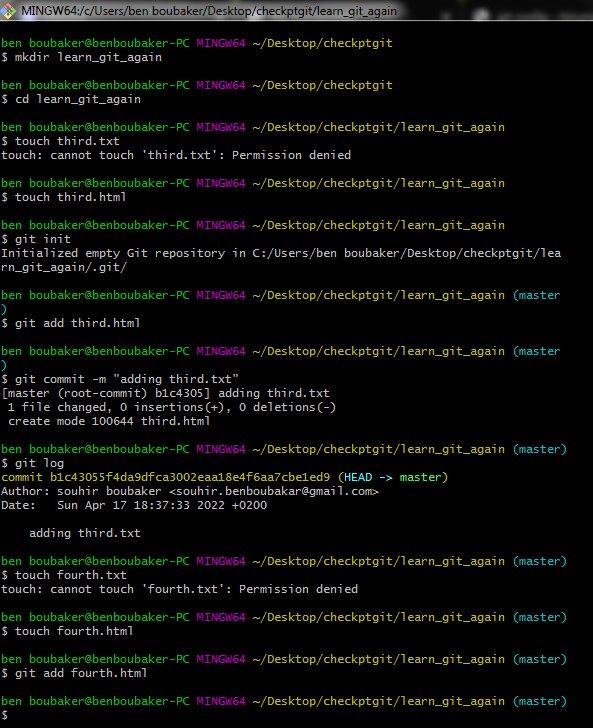 MINGW64:/c/Users/ben boubaker/Desktop/checkptgit/learn_git_again
ben boubaker@benboubaker-PC MINGW64 ~/Desktop/checkptgit
$ mkdir learn_git_again
ben boubaker@benboubaker-PC MINGW64 ~/Desktop/checkptgit
$ cd learn_git_again
ben boubaker@benboubaker-PC MINGW64 ~/Desktop/checkptgit/learn_git_again
$ touch third.txt
touch: cannot touch 'third.txt': Permission denied
ben boubaker@benboubaker-PC MINGW64 ~/Desktop/checkptgit/learn_git_again
$ touch third.html
ben boubaker@benboubaker-PC MINGW64 ~/Desktop/checkptgit/learn_git_again
$ git init
Initialized empty Git repository in C:/Users/ben boubaker/Desktop/checkptgit/lea
rn_git_again/.git/
ben boubaker@benboubaker-PC MINGW64 ~/Desktop/checkptgit/learn_git_again (master
)
$ git add third.html
ben boubaker@benboubaker-PC MINGW64 ~/Desktop/checkptgit/learn_git_again (master
)
$ git commit -m "adding third.txt"
[master (root-commit) b1c4305] adding third.txt
 1 file changed, 0 insertions(+), 0 deletions(-)
 create mode 100644 third.html
ben boubaker@benboubaker-PC MINGW64 ~/Desktop/checkptgit/learn_git_again (master)
$ git log
commit b1c43055f4da9dfca3002eaa18e4f6aa7cbe1ed9 (HEAD -> master)
Author: souhir boubaker <souhir.benboubakar@gmail.com>
Date:   Sun Apr 17 18:37:33 2022 +0200
    adding third.txt
ben boubaker@benboubaker-PC MINGW64 ~/Desktop/checkptgit/learn_git_again (master)
$ touch fourth.txt
touch: cannot touch 'fourth.txt': Permission denied
ben boubaker@benboubaker-PC MINGW64 ~/Desktop/checkptgit/learn_git_again (master)
$ touch fourth.html
ben boubaker@benboubaker-PC MINGW64 ~/Desktop/checkptgit/learn_git_again (master)
$ git add fourth.html
ben boubaker@benboubaker-PC MINGW64 ~/Desktop/checkptgit/learn_git_again (master)
$